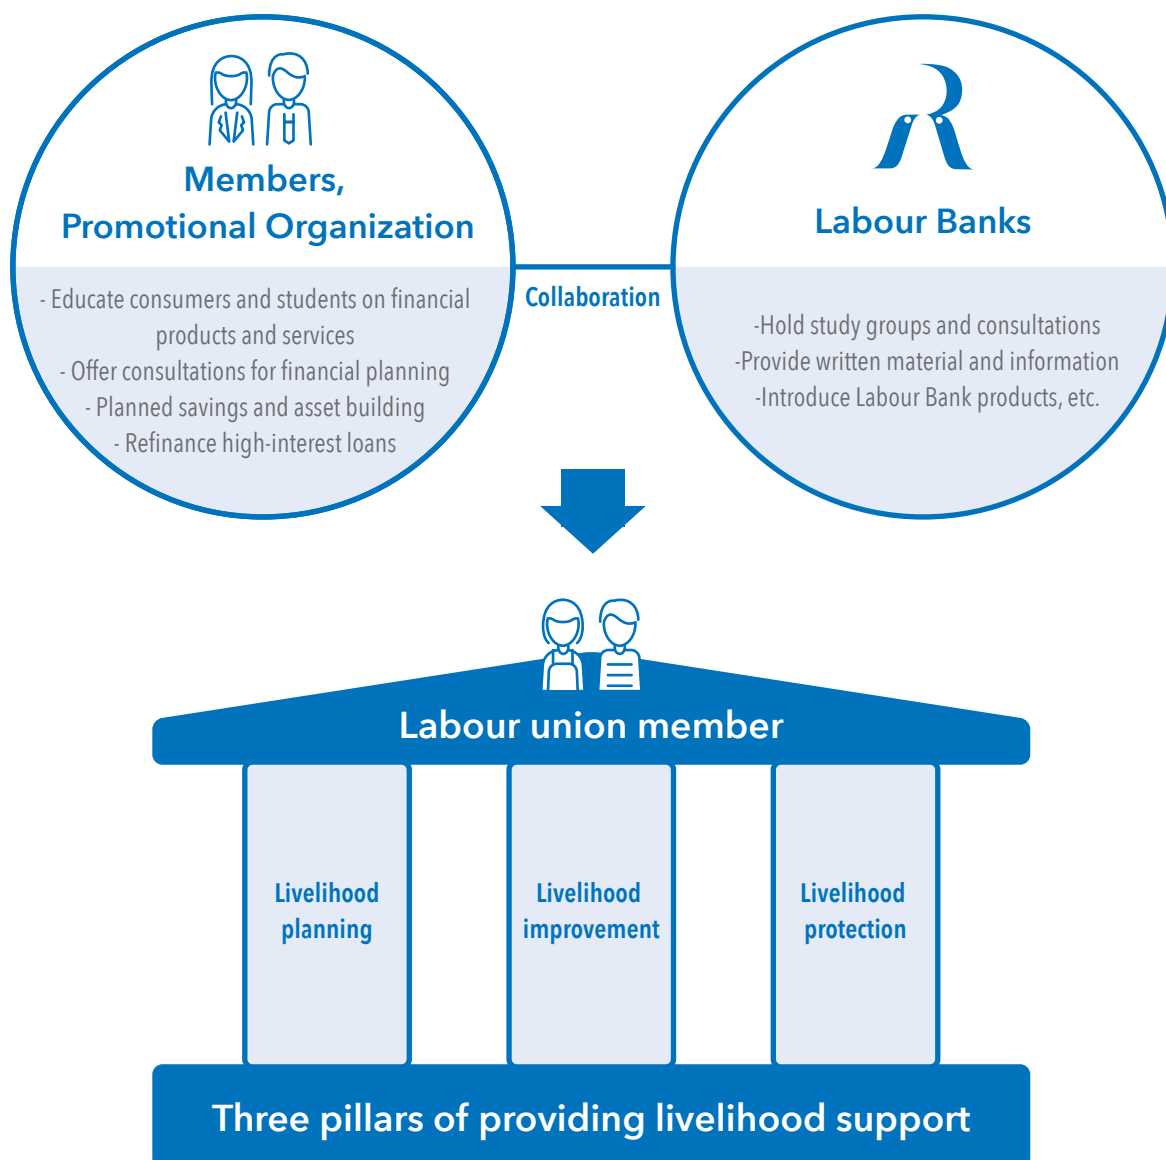 Members,
Promotional Organization
- Educate consumers and students on financial
products and services
- Offer consultations for financial planning
- Planned savings and asset building
- Refinance high-interest loans
Collaboration
Labour Banks
-Hold study groups and consultations
-Provide written material and information
-Introduce Labour Bank products, etc.
Labour union member
Livelihood
planning
Livelihood
improvement
Livelihood
protection
Three pillars of providing livelihood support